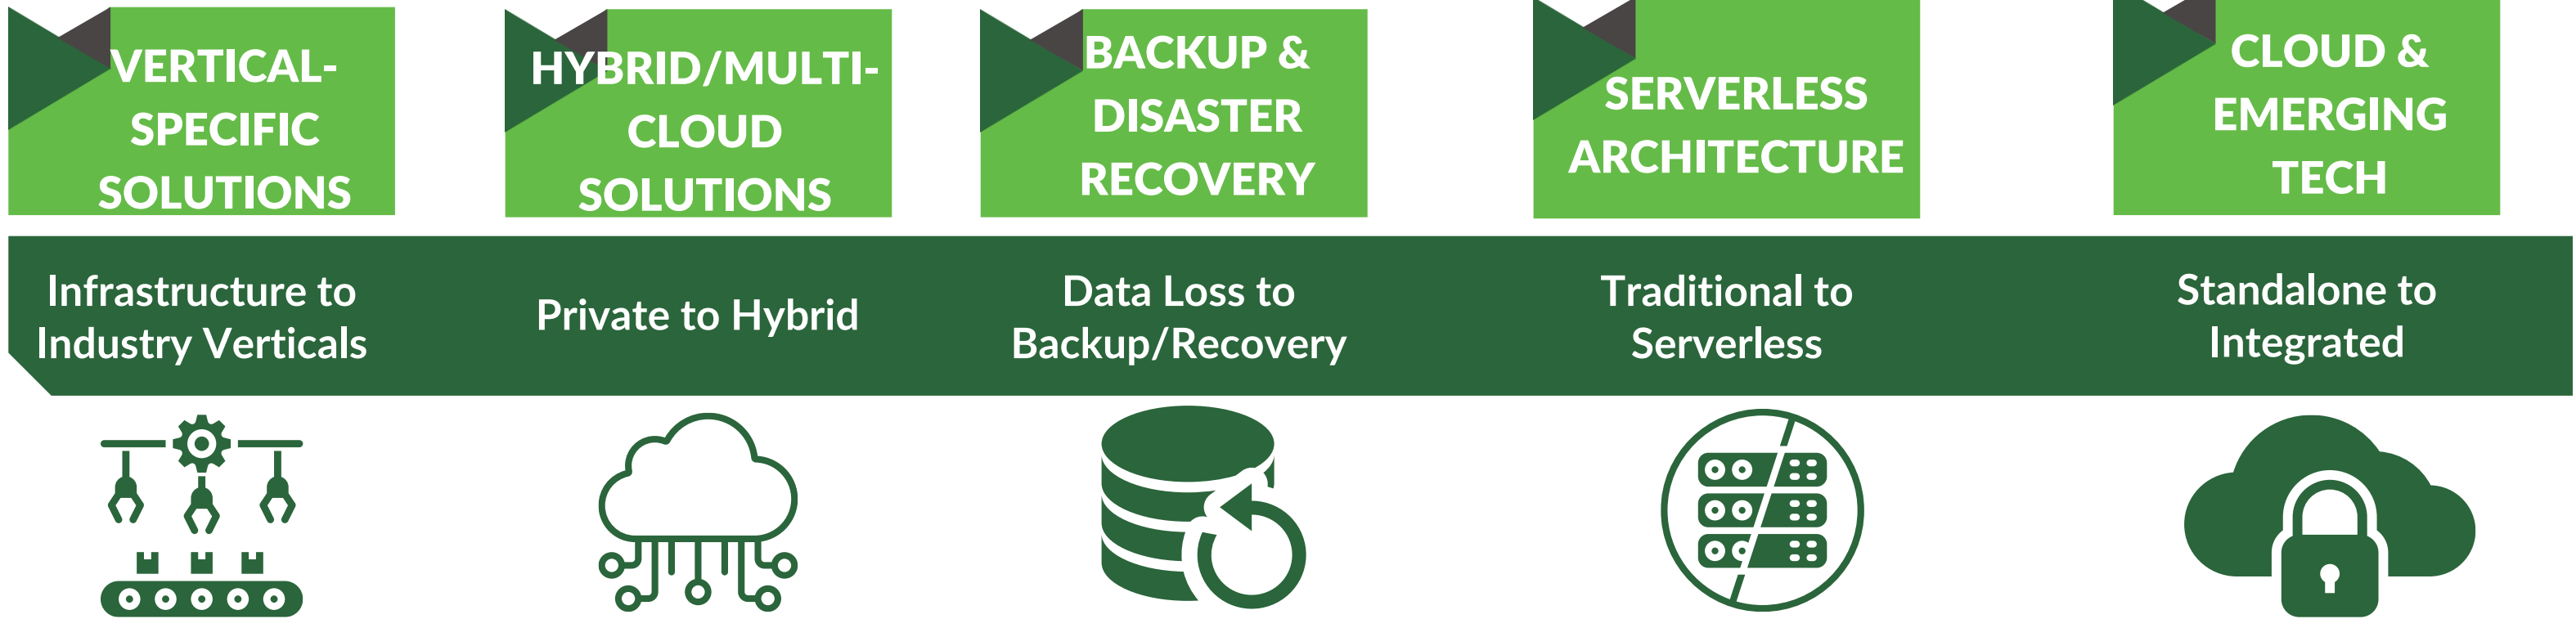 VERTICAL-
SPECIFIC
SOLUTIONS
HYBRID/MULTI-
CLOUD
SOLUTIONS
BACKUP &
DISASTER
RECOVERY
SERVERLESS
ARCHITECTURE
CLOUD &
EMERGING
TECH
Infrastructure to
Industry Verticals
Private to Hybrid
Data Loss to
Backup/Recovery
Traditional to
Serverless
Standalone to
Integrated